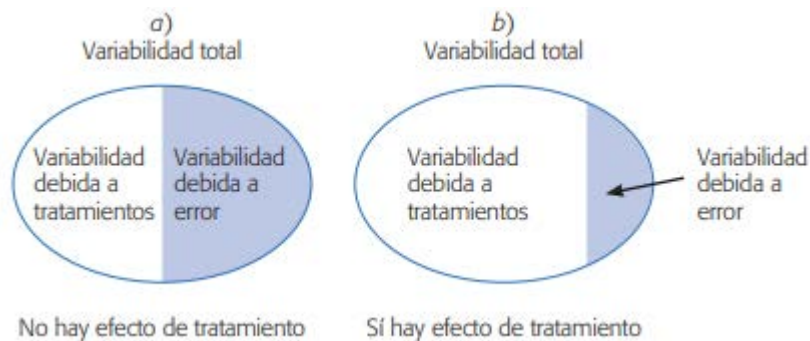 a)
Variabilidad total
Variabilidad
debida a
tratamientos
Variabilidad
debida a
error
No hay efecto de tratamiento
b)
Variabilidad total
Variabilidad
debida a
tratamientos
Variabilidad
debida a
error
Sí hay efecto de tratamiento